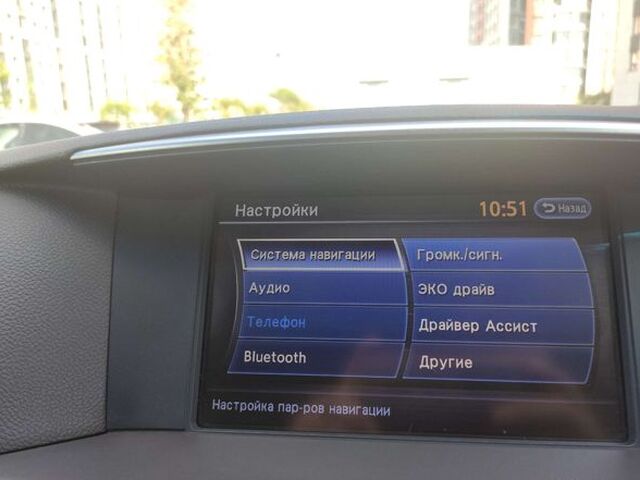 Настройки 10:51 Назад
Система навигации Громк./сигн.
Аудио ЭКО драйв
Телефон Драйвер Ассист
Bluetooth Другие
Настройка пар-ров навигации